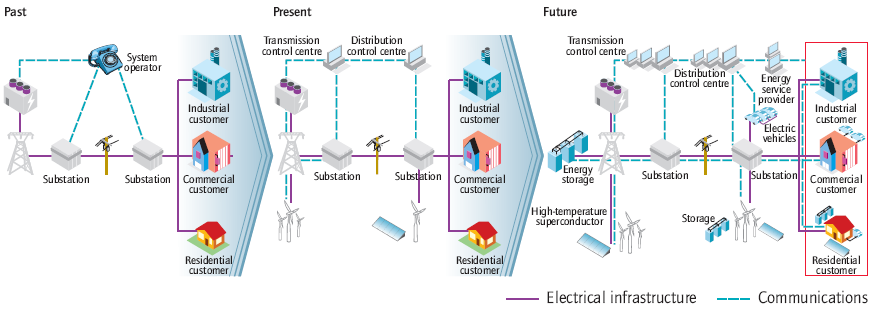 Past
System
operator
Substation
Substation
Industrial
customer
Commercial
customer
Residential
customer
Present
Transmission
control centre
Distribution
control centre
Substation
Substation
Industrial
customer
Commercial
customer
Residential
customer
Future
Transmission
control centre
Distribution
control centre
Energy
service
provider
Electric
vehicles
Energy
storage
Substation
Substation
High-temperature
superconductor
Storage
Industrial
customer
Commercial
customer
Residential
customer
Electrical infrastructure
Communications